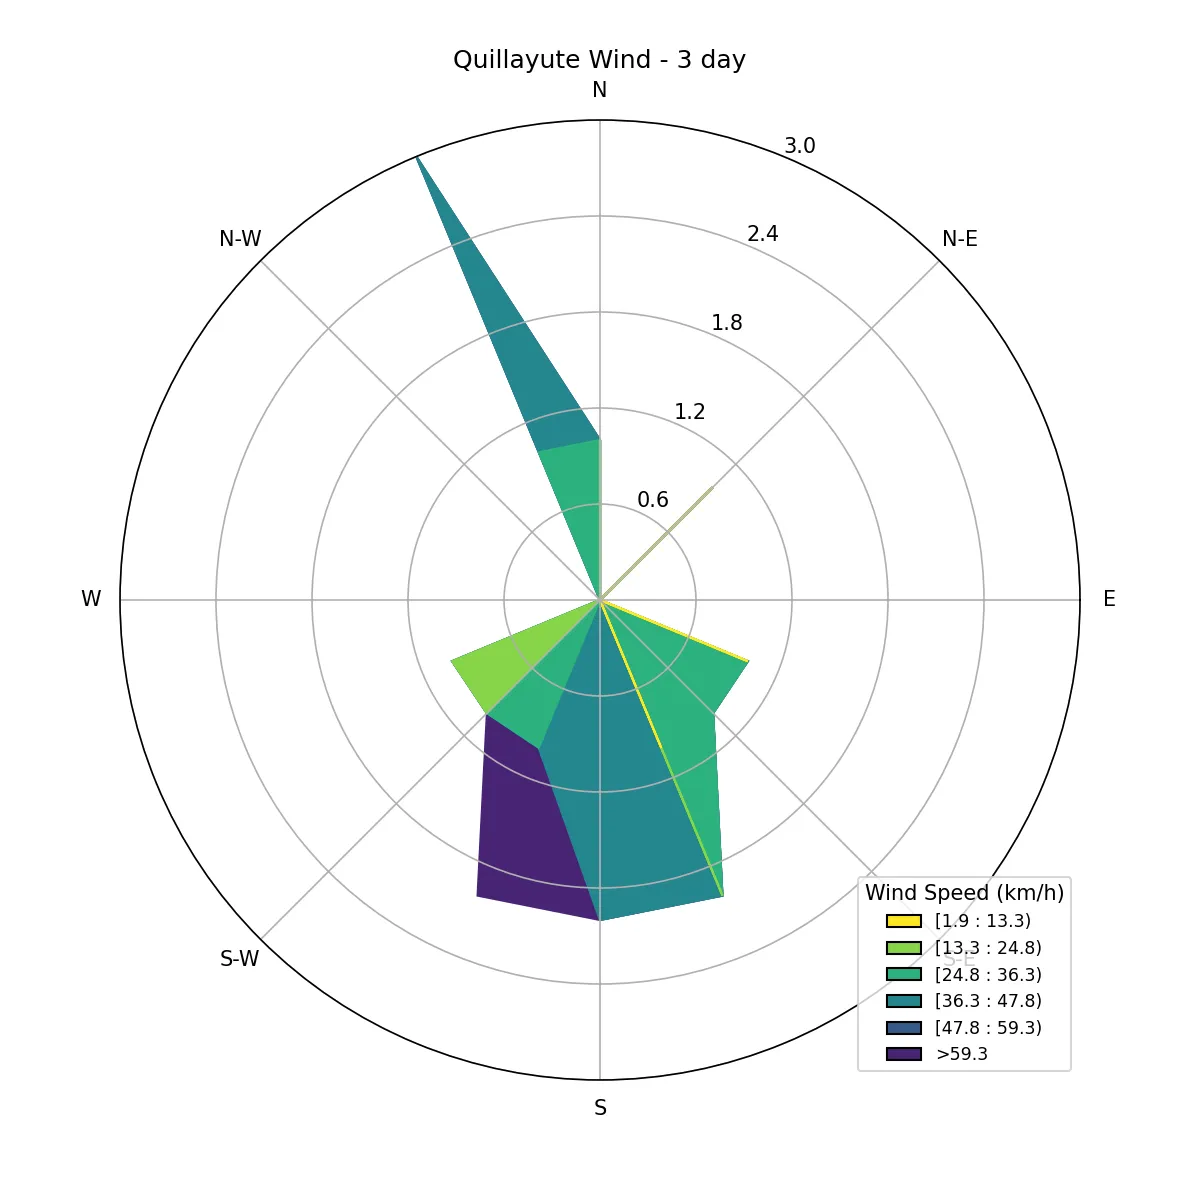 Quillayute Wind - 3 day
N
3.0
2.4
N-W
N-E
1.8
1.2
0.6
W
E
Wind Speed (km/h)
[1.9 : 13.3)
[13.3 : 24.8)
S-W
S-E
[24.8 : 36.3)
[36.3 : 47.8)
[47.8 : 59.3)
>59.3
S